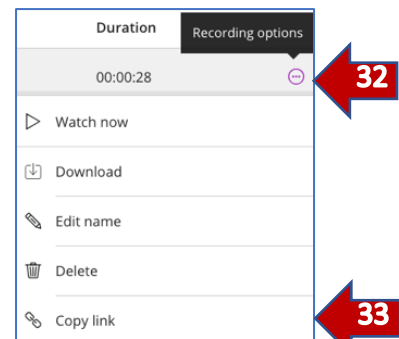 Duration
Recording options
00:00:28
32
Watch now
Download
Edit name
Delete
Copy link
33